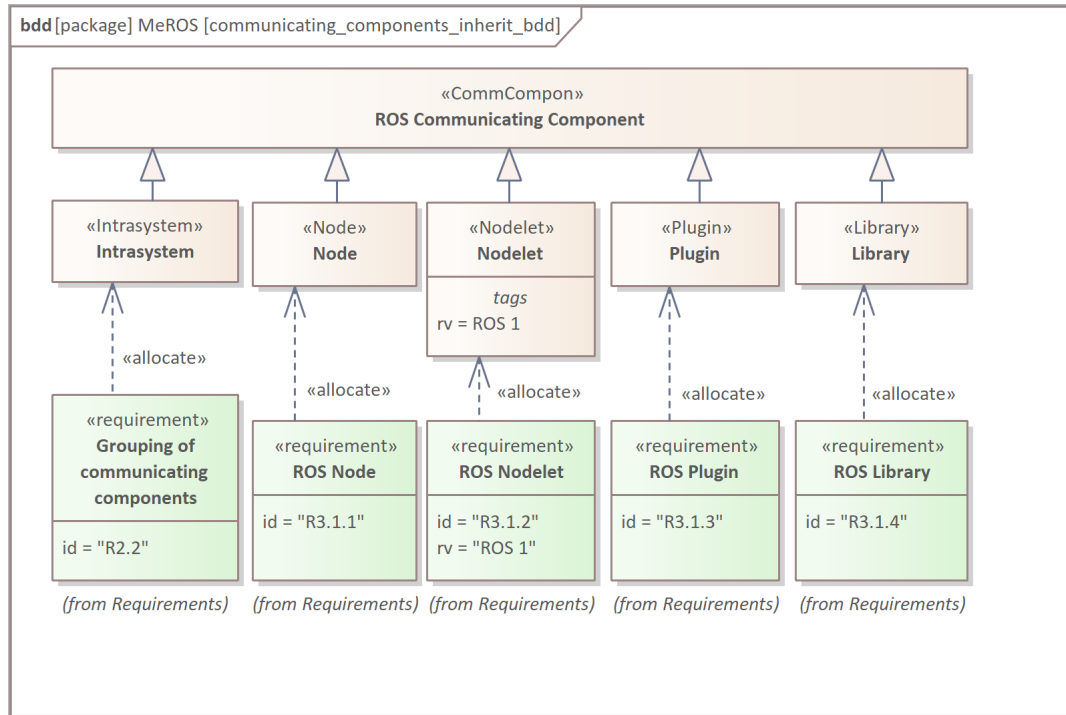 bdd [package] MeROS [communicating_components_inherit_bdd]
«CommCompon»
ROS Communicating Component
«Intrasystem»
Intrasystem
«Node»
Node
«Nodelet»
Nodelet
tags
rv = ROS 1
«Plugin»
Plugin
«Library»
Library
«allocate»
«allocate»
«allocate»
«allocate»
«allocate»
«requirement»
Grouping of
communicating
components
id = "R2.2"
(from Requirements)
«requirement»
ROS Node
id = "R3.1.1"
(from Requirements)
«requirement»
ROS Nodelet
id = "R3.1.2"
rv = "ROS 1"
(from Requirements)
«requirement»
ROS Plugin
id = "R3.1.3"
(from Requirements)
«requirement»
ROS Library
id = "R3.1.4"
(from Requirements)